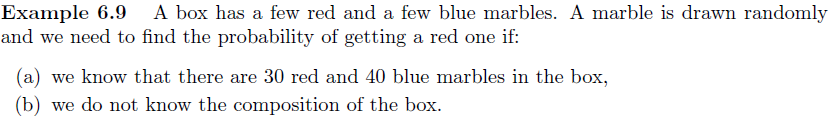 Example 6.9 A box has a few red and a few blue marbles. A marble is drawn randomly
and we need to find the probability of getting a red one if:
(a) we know that there are 30 red and 40 blue marbles in the box,
(b) we do not know the composition of the box.